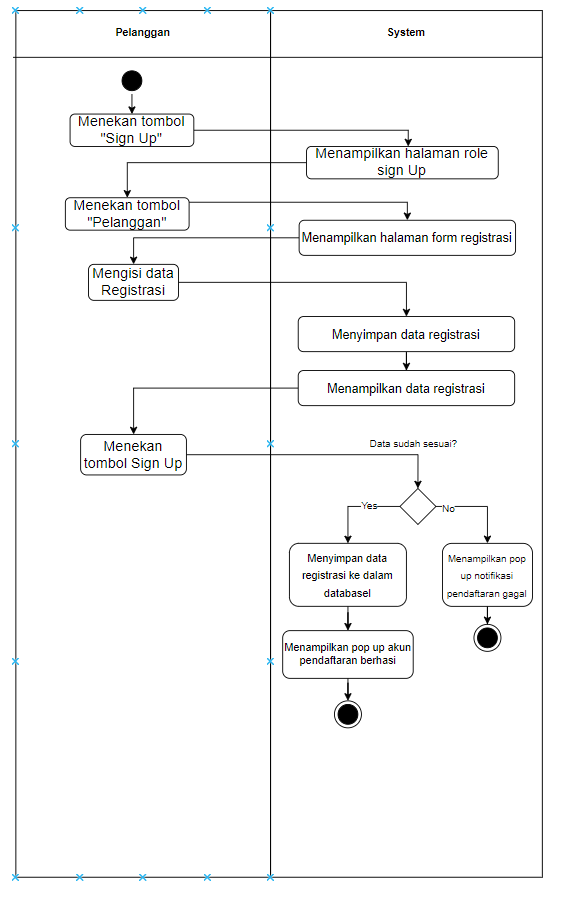 Pelanggan
System
Menekan tombol
"Sign Up"
Menampilkan halaman role
sign Up
Menekan tombol
"Pelanggan"
Menampilkan halaman form registrasi
Mengisi data
Registrasi
Menyimpan data registrasi
Menampilkan data registrasi
Menekan
tombol Sign Up
Data sudah sesuai?
Yes
No
Menyimpan data
registrasi ke dalam
databasel
Menampilkan pop
up notifikasi
pendaftaran gagal
Menampilkan pop up akun
pendaftaran berhasi